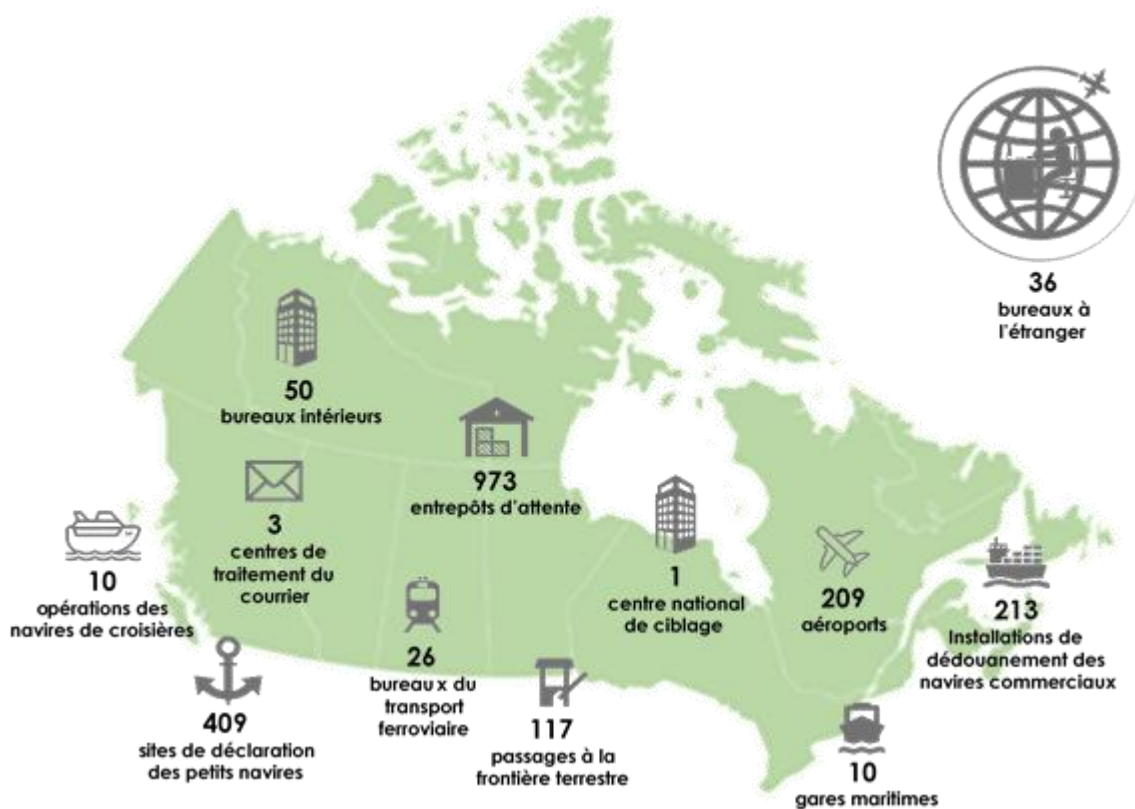 36
bureaux à
l'étranger
50
bureaux intérieurs
973
entrepôts d'attente
3
centres de
traitement du
courrier
1
centre national
de ciblage
209
aéroports
10
opérations des
navires de croisières
213
Installations de
dédouanement des
navires commerciaux
26
bureaux du
transport
ferroviaire
409
sites de déclaration
des petits navires
117
passages à la
frontière terrestre
10
gares maritimes